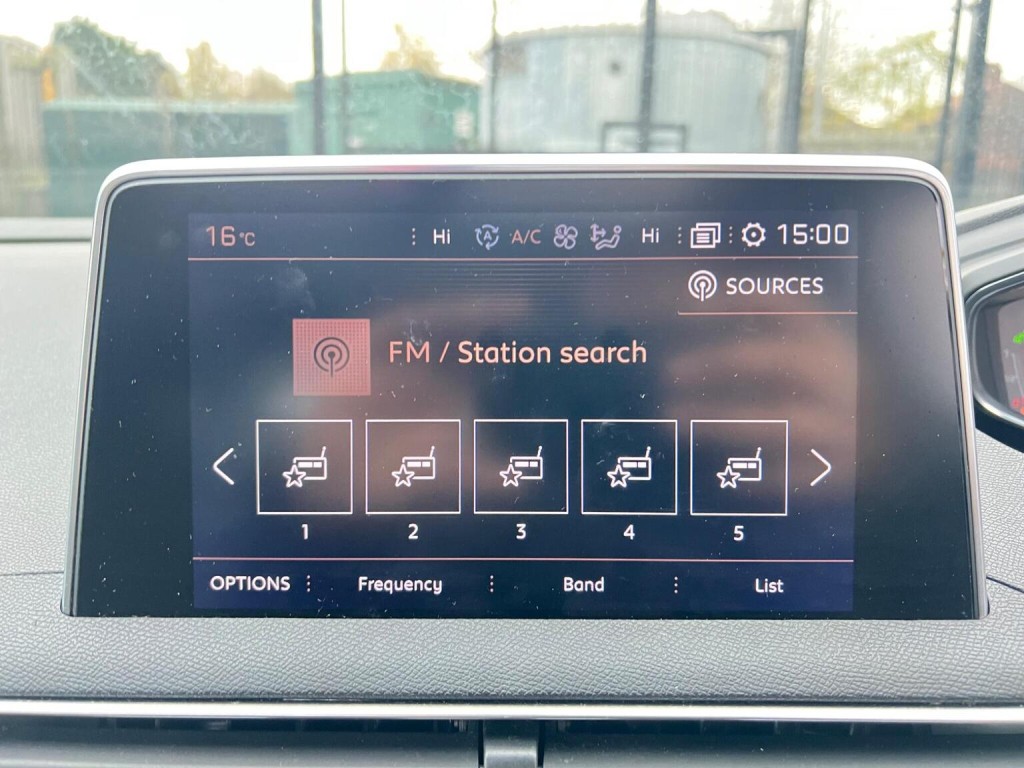 16°C Hi A A/C Hi 15:00
SOURCES
FM / Station search
1 2 3 4 5
OPTIONS Frequency Band List